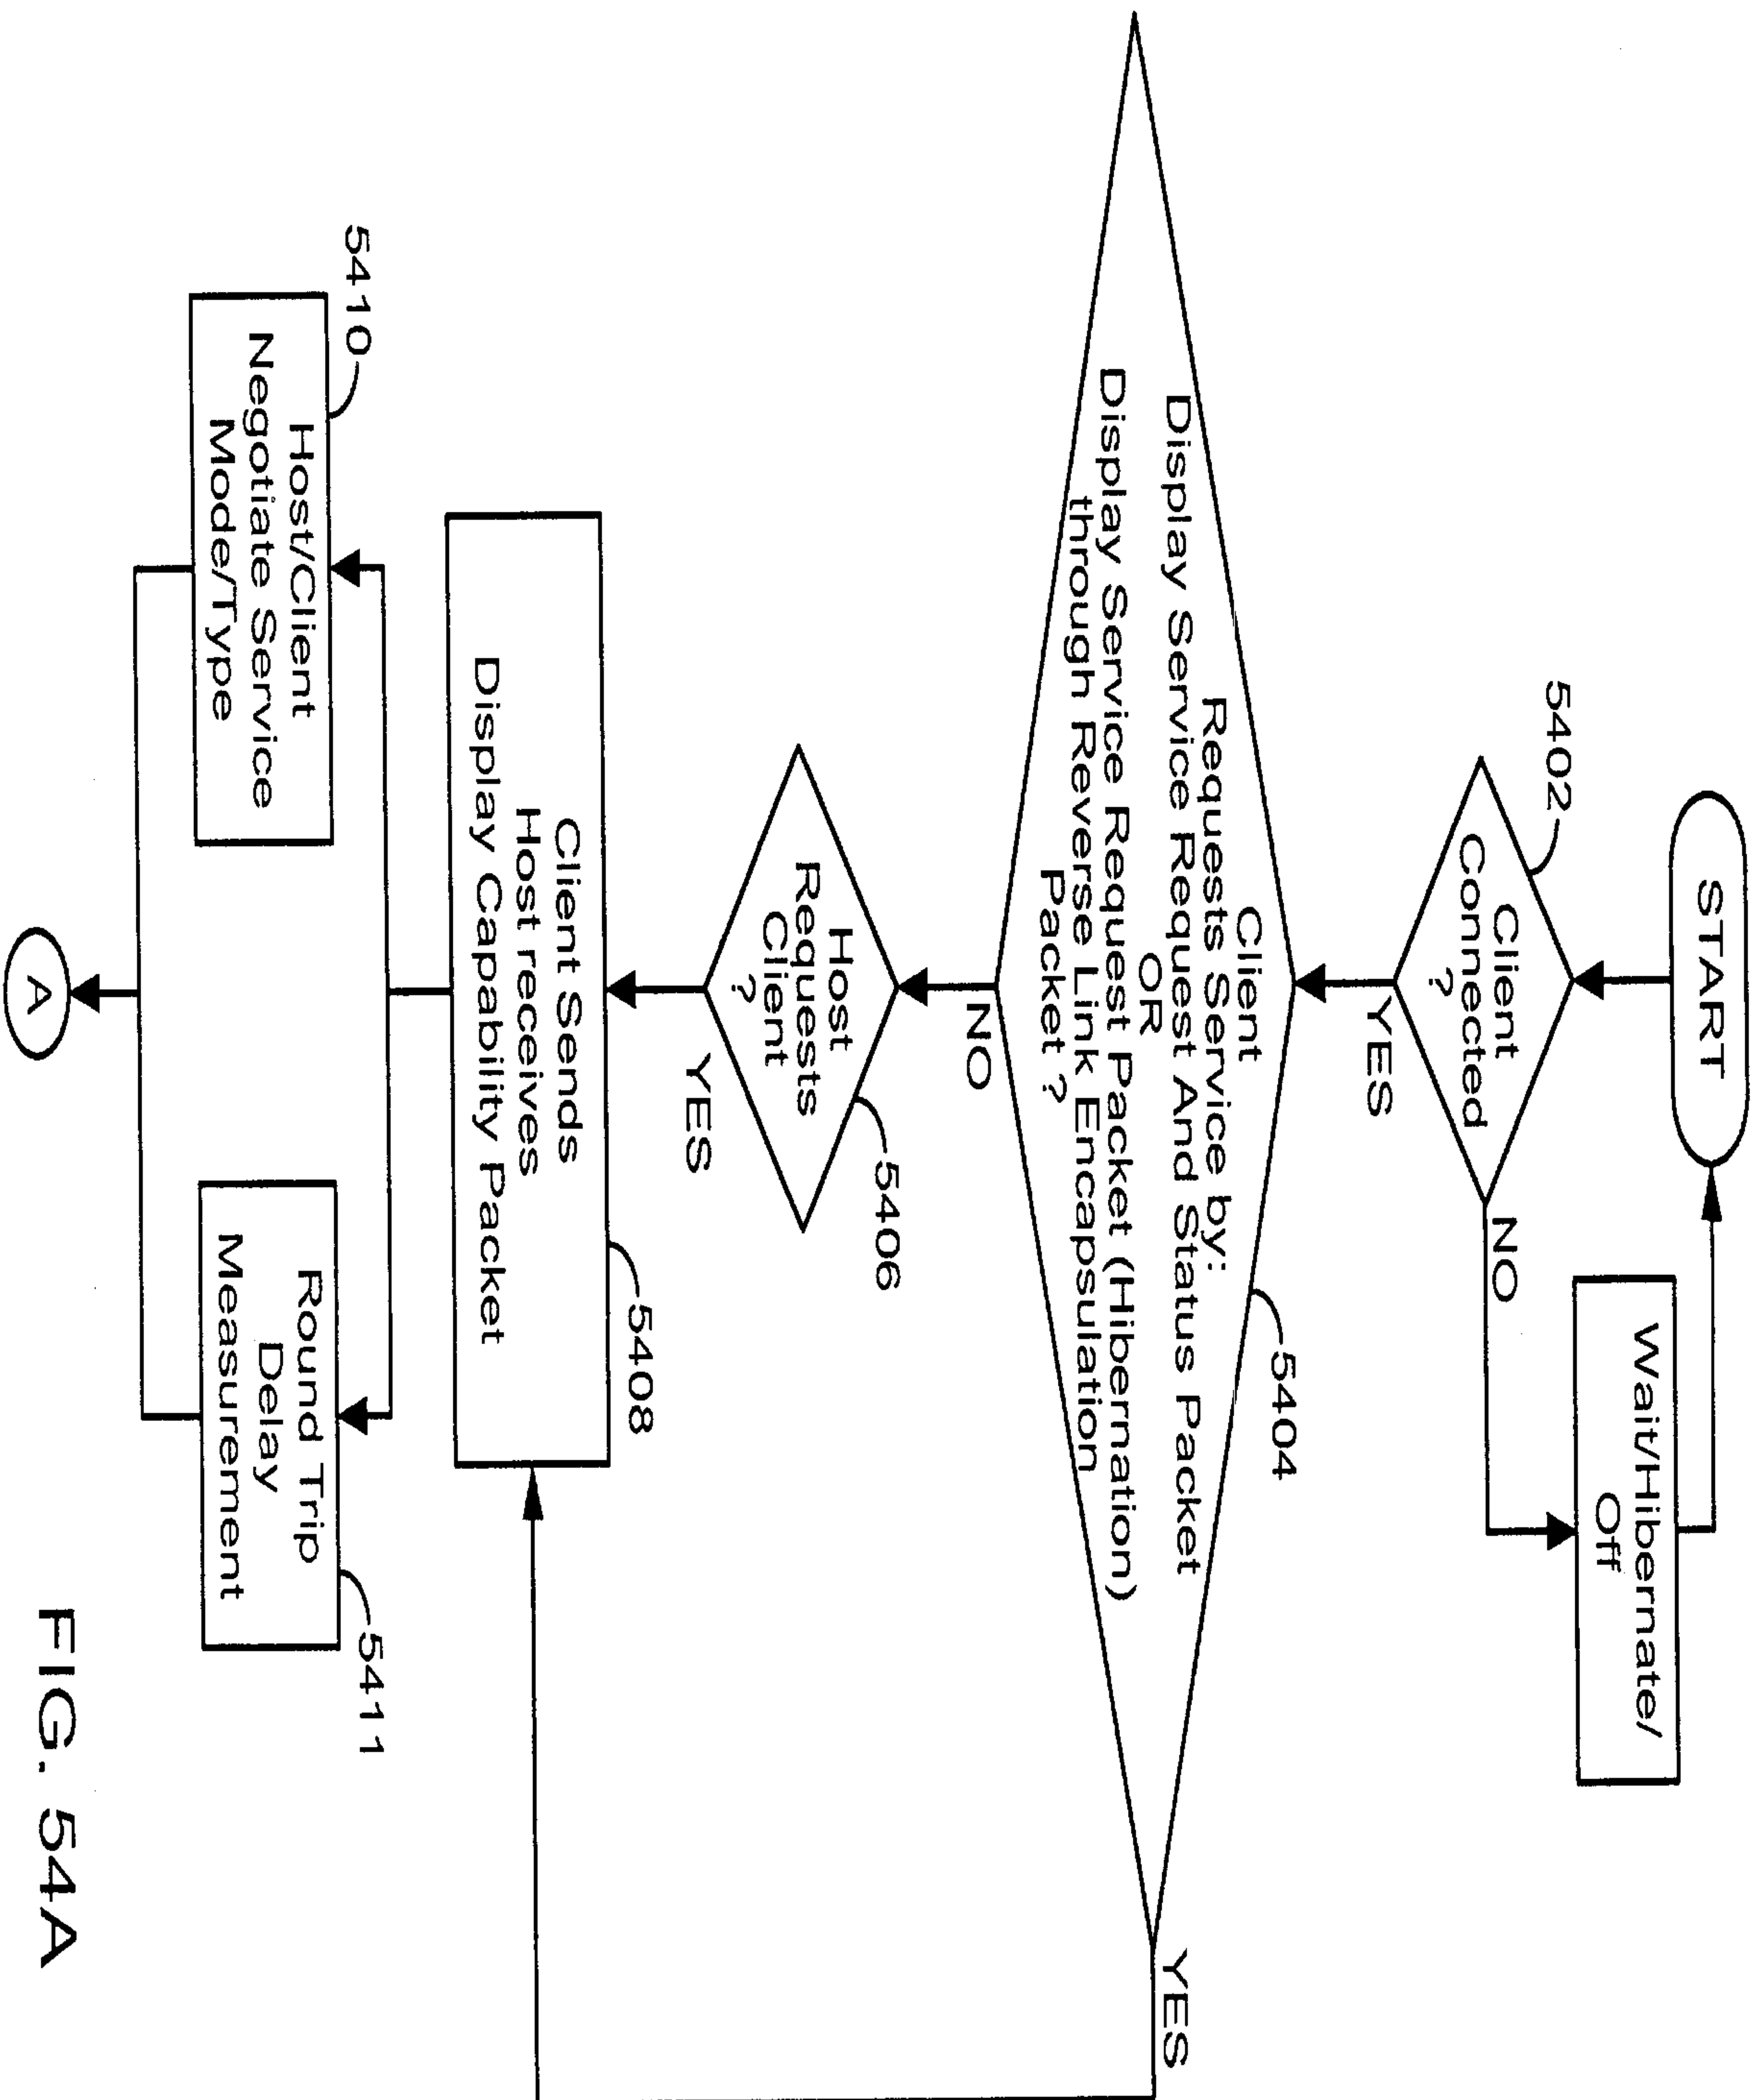 START
5402
Client
Connected
?
NO
Wait/Hibernate/
Off
YES
Client
Requests Service by:
Display Service Request And Status Packet
OR
Display Service Request Packet (Hibernation)
through Reverse Link Encapsulation
Packet ?
5404
YES
NO
Host
Requests
Client
?
5406
YES
Client Sends
Host receives
Display Capability Packet
5408
5410
Host/Client
Negotiate Service
Mode/Type
Round Trip
Delay
Measurement
5411
A
FIG. 54A